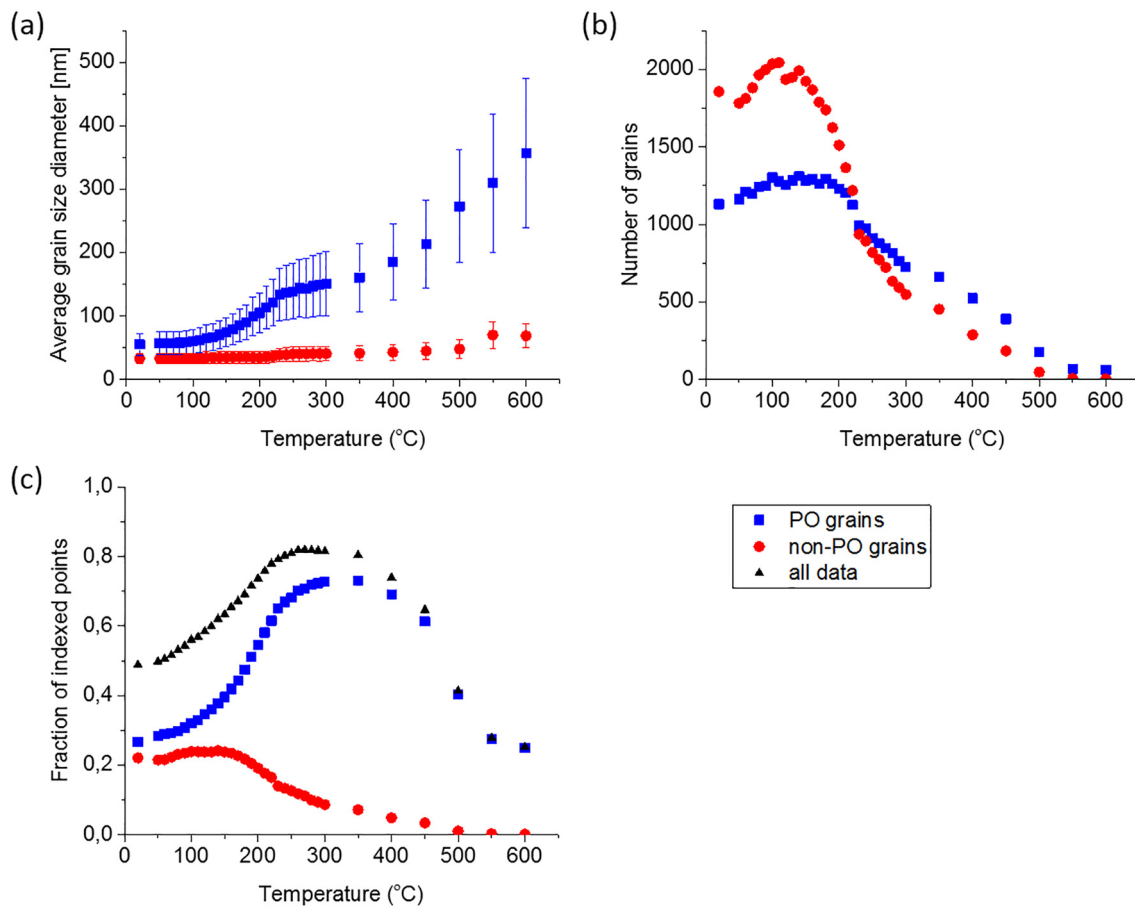 (a)
500
400
300
200
100
0
Average grain size diameter [nm]
0 100 200 300 400 500 600
Temperature (°C)
(b)
2000
1500
1000
500
0
Number of grains
0 100 200 300 400 500 600
Temperature (°C)
(c)
1,0
0,8
0,6
0,4
0,2
0,0
Fraction of indexed points
0 100 200 300 400 500 600
Temperature (°C)
PO grains
non-PO grains
all data